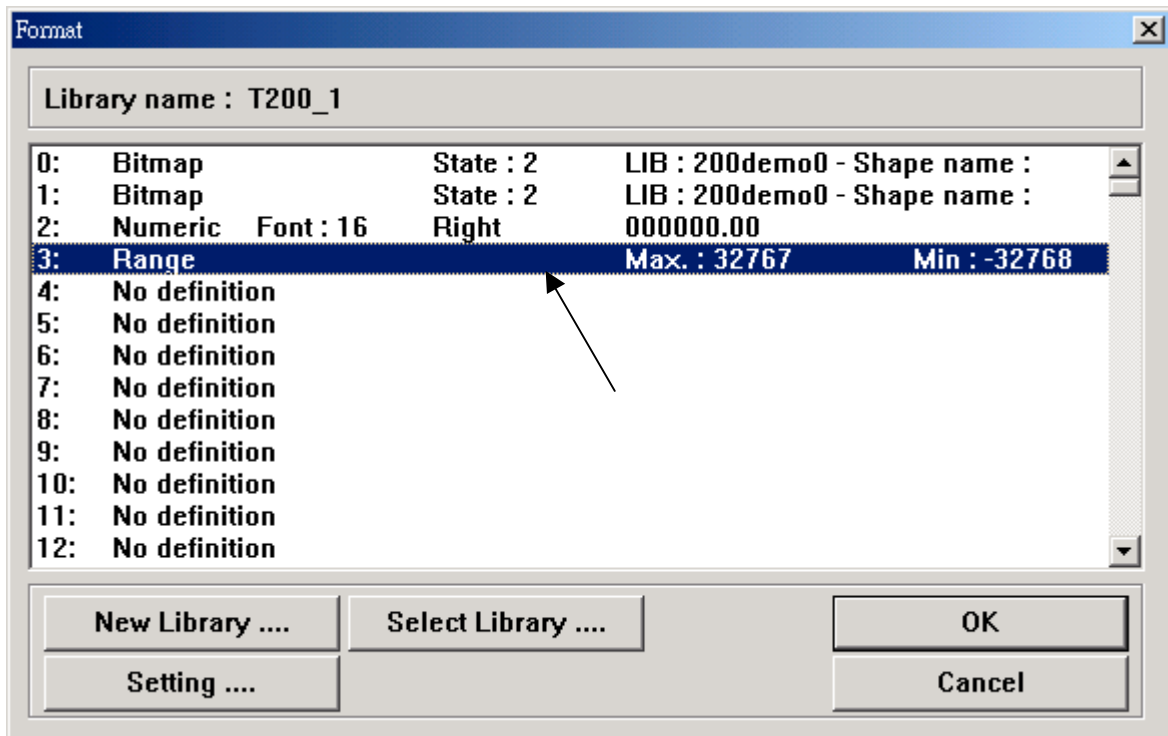 Format
Library name : T200_1
0: Bitmap State : 2 LIB : 200demo0 - Shape name :
1: Bitmap State : 2 LIB : 200demo0 - Shape name :
2: Numeric Font : 16 Right 000000.00
3: Range Max. : 32767 Min : -32768
4: No definition
5: No definition
6: No definition
7: No definition
8: No definition
9: No definition
10: No definition
11: No definition
12: No definition
New Library .... Select Library .... OK
Setting .... Cancel